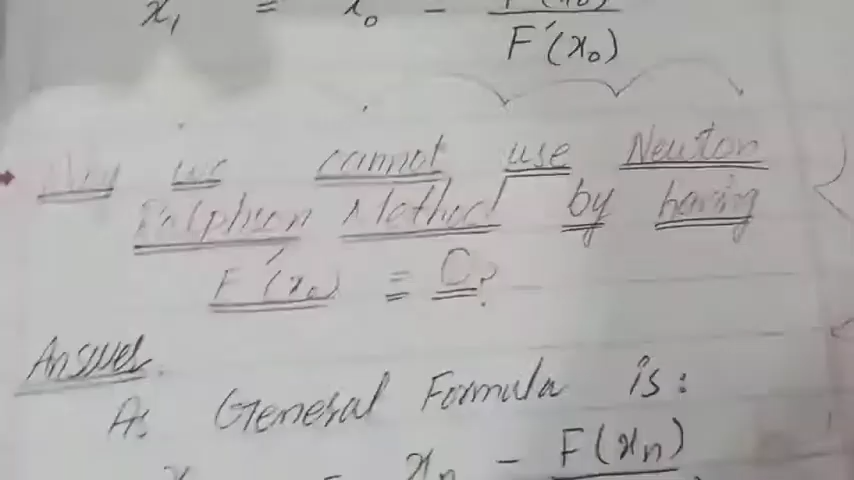 x₁ = x₀ - F(x₀) / F′(x₀)
Why we cannot use Newton
Ralphson Method by having
F′(x₀) = 0?
Answer.
As General Formula is:
= xₙ - F(xₙ)